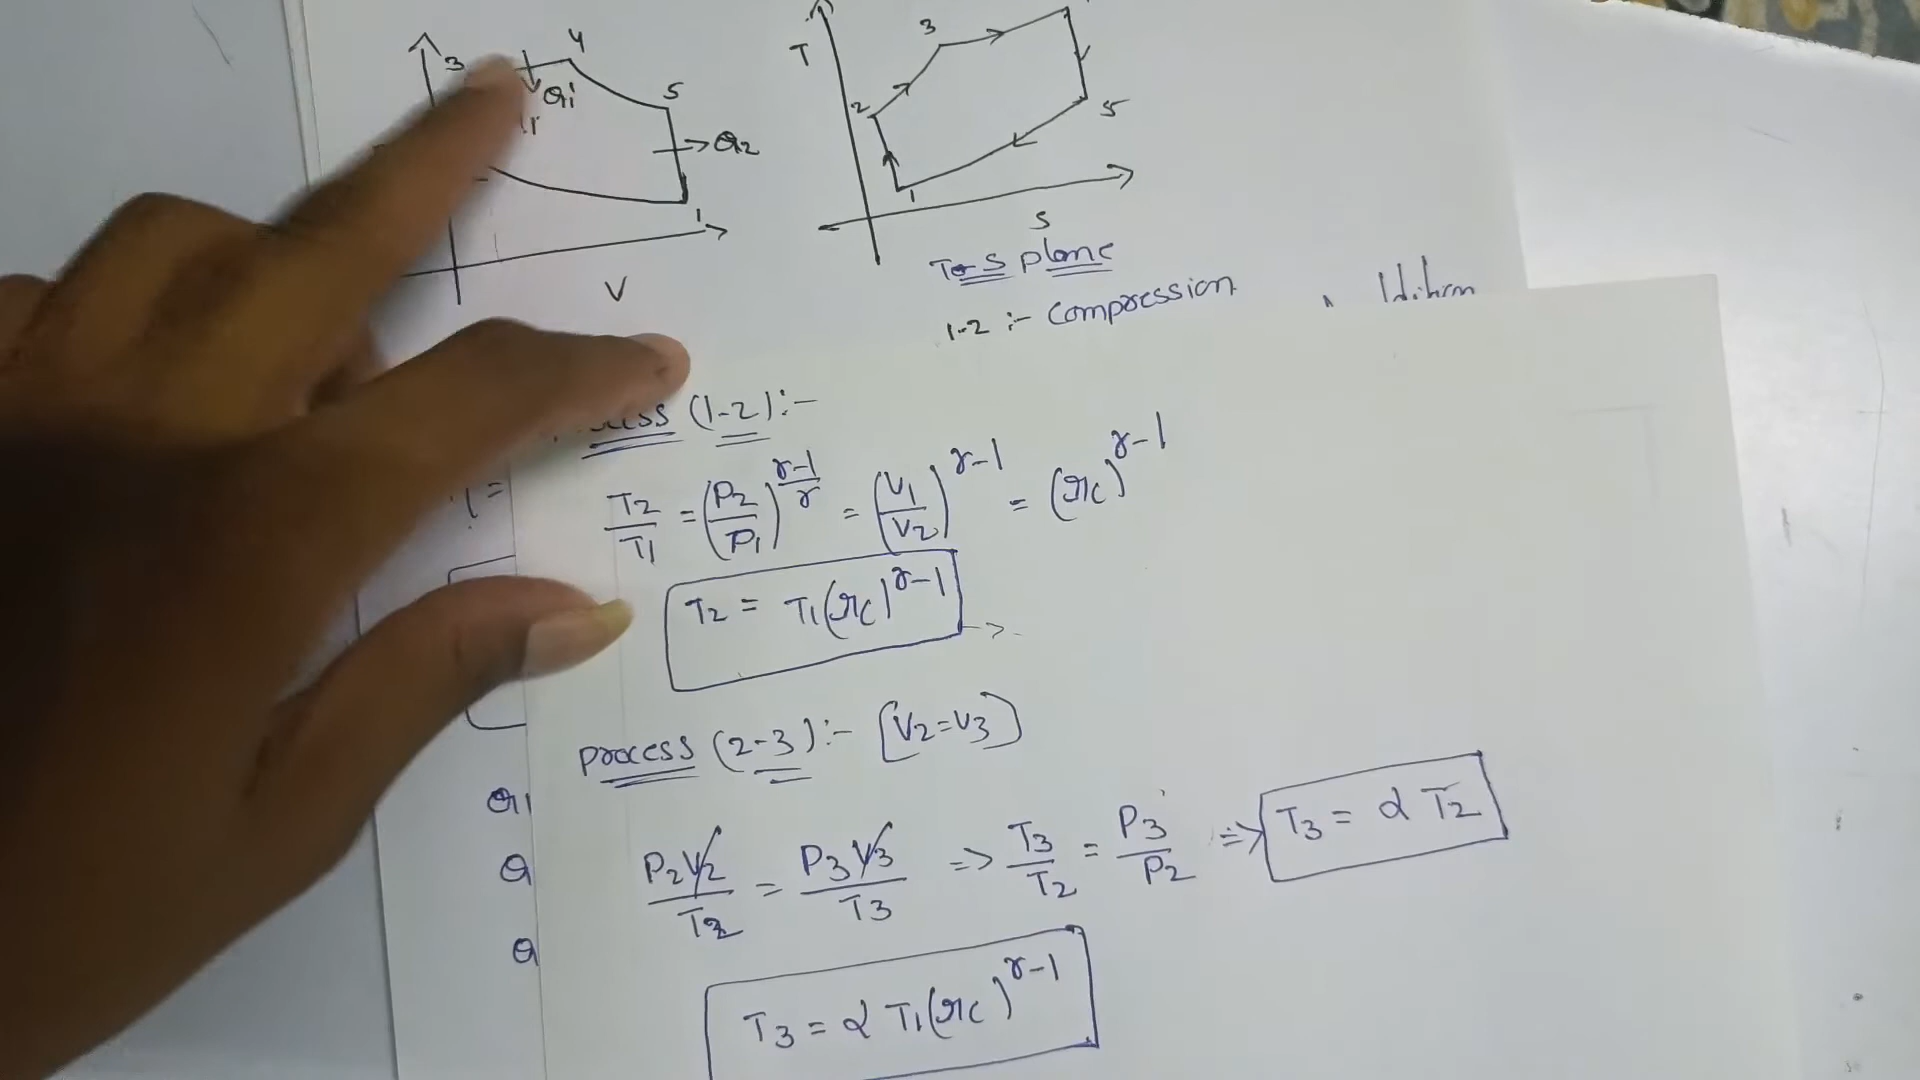 3
4
Qi
5
Q2
1
V
T
3
2
5
1
S
T-S plane
1-2 :- Compression
(1-2):-
T2/T1 = (P2/P1)^(γ-1)/γ = (V1/V2)^γ-1 = (rc)^γ-1
T2 = T1(rc)^γ-1
process (2-3):- [V2=V3]
P2V2/T2 = P3V3/T3 => T3/T2 = P3/P2 => T3 = α T2
T3 = α T1(rc)^γ-1